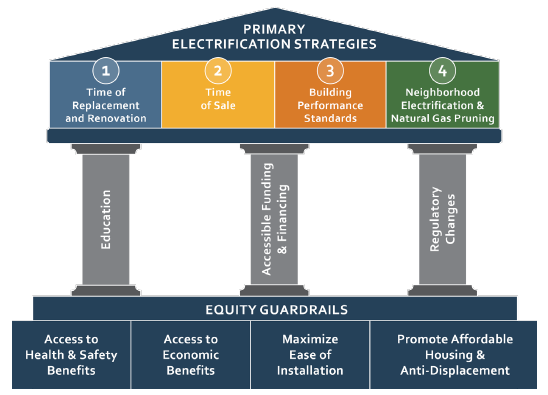 PRIMARY
ELECTRIFICATION STRATEGIES
1
Time of
Replacement
and Renovation
2
Time
of Sale
3
Building
Performance
Standards
4
Neighborhood
Electrification &
Natural Gas Pruning
Education
Accessible Funding
& Financing
Regulatory
Changes
EQUITY GUARDRAILS
Access to
Health & Safety
Benefits
Access to
Economic
Benefits
Maximize
Ease of
Installation
Promote Affordable
Housing &
Anti-Displacement